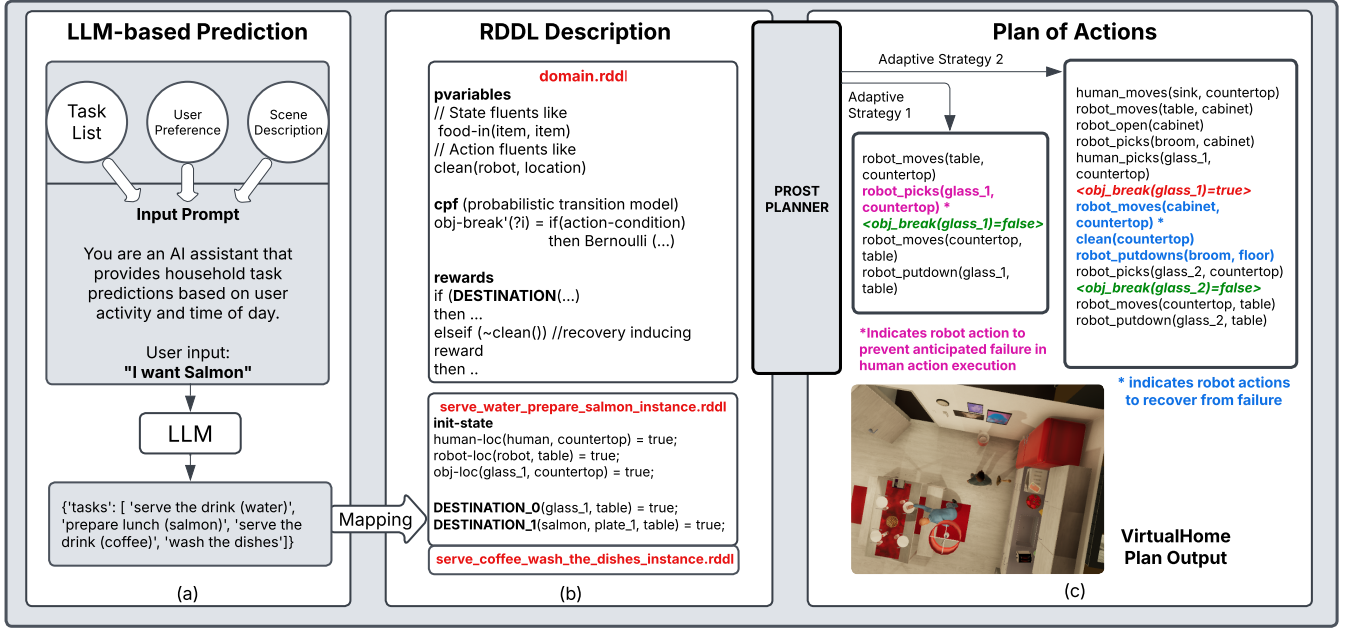 LLM-based Prediction
Task
List
User
Preference
Scene
Description
Input Prompt
You are an AI assistant that
provides household task
predictions based on user
activity and time of day.
User input:
"I want Salmon"
LLM
{'tasks': [ 'serve the drink (water)',
'prepare lunch (salmon)', 'serve the
drink (coffee)', 'wash the dishes']}
(a)
Mapping
RDDL Description
domain.rddl
pvariables
// State fluents like
food-in(item, item)
// Action fluents like
clean(robot, location)
cpf (probabilistic transition model)
obj-break'(?i) = if(action-condition)
then Bernoulli (...)
rewards
if (DESTINATION(...)
then ...
elseif (~clean()) //recovery inducing
reward
then ..
serve_water_prepare_salmon_instance.rddl
init-state
human-loc(human, countertop) = true;
robot-loc(robot, table) = true;
obj-loc(glass_1, countertop) = true;
DESTINATION_0(glass_1, table) = true;
DESTINATION_1(salmon, plate_1, table) = true;
serve_coffee_wash_the_dishes_instance.rddl
(b)
PROST
PLANNER
Plan of Actions
Adaptive Strategy 2
Adaptive
Strategy 1
robot_moves(table,
countertop)
robot_picks(glass_1,
countertop) *
<obj_break(glass_1)=false>
robot_moves(countertop,
table)
robot_putdown(glass_1,
table)
*Indicates robot action to
prevent anticipated failure in
human action execution
human_moves(sink, countertop)
robot_moves(table, cabinet)
robot_open(cabinet)
robot_picks(broom, cabinet)
human_picks(glass_1,
countertop)
<obj_break(glass_1)=true>
robot_moves(cabinet,
countertop) *
clean(countertop)
robot_putdowns(broom, floor)
robot_picks(glass_2, countertop)
<obj_break(glass_2)=false>
robot_moves(countertop, table)
robot_putdown(glass_2, table)
* indicates robot actions
to recover from failure
VirtualHome
Plan Output
(c)